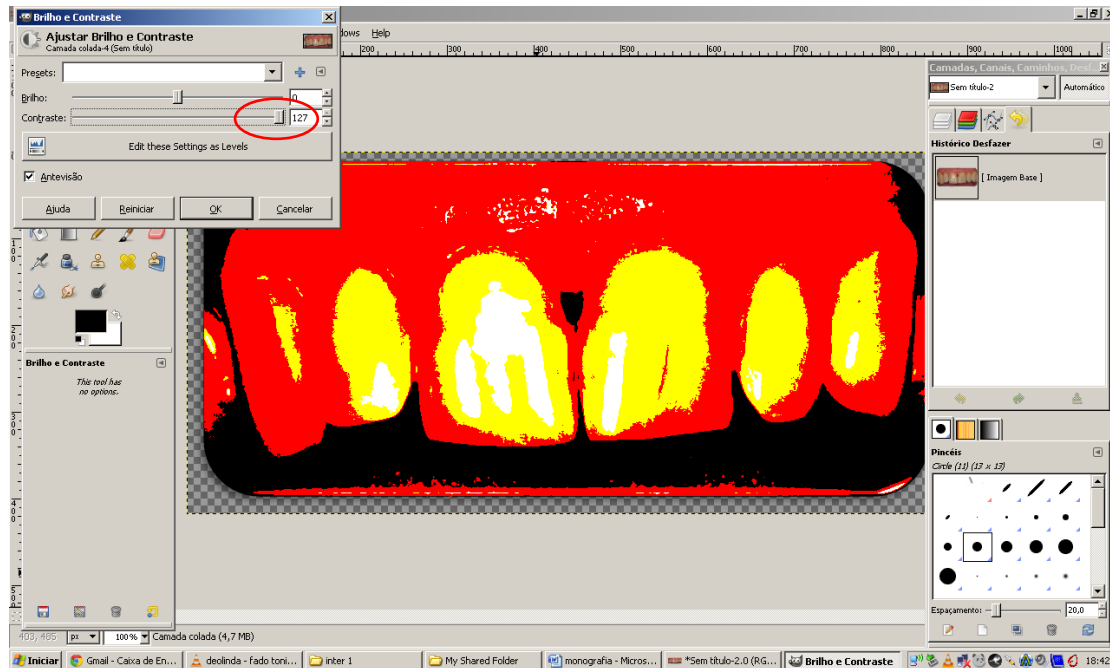 Brilho e Contraste
Ajustar Brilho e Contraste
Camada colada-4 (Sem título)
Presets:
Brilho: 0
Contraste: 127
Edit these Settings as Levels
Antevisão
Ajuda Reiniciar OK Cancelar
dows Help
200 300 400 500 600 700 800 900 1000
Camadas, Canais, Caminhos, Desf...
Sem título-2 Automático
Histórico Desfazer
[ Imagem Base ]
Brilho e Contraste
This tool has
no options.
Pincéis
Circle (11) (13 × 13)
Espaçamento: 20,0
403, 485 px 100% Camada colada (4,7 MB)
Iniciar Gmail - Caixa de En... deolinda - fado toni... inter 1 My Shared Folder monografia - Micros... *Sem título-2.0 (RG... Brilho e Contraste 18:42